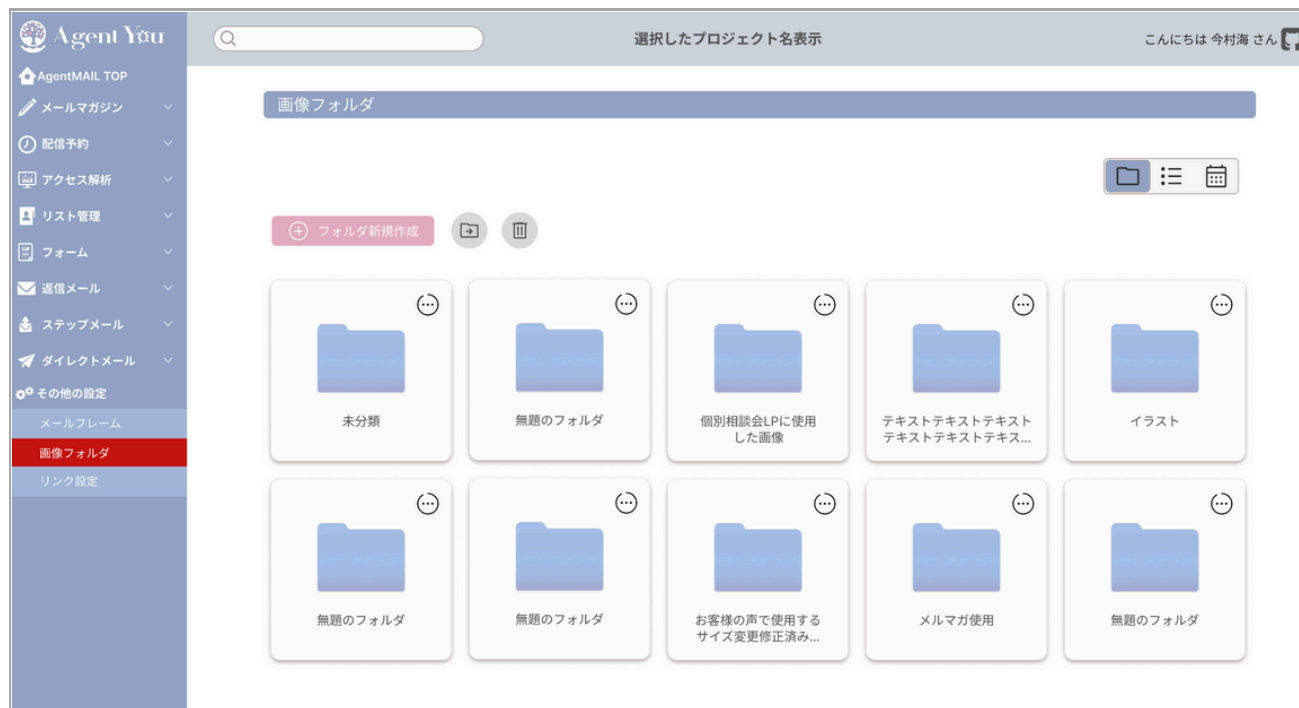 Agent You
選択したプロジェクト名表示
こんにちは 今村海 さん
AgentMAIL TOP
メールマガジン
配信予約
アクセス解析
リスト管理
フォーム
返信メール
ステップメール
ダイレクトメール
その他の設定
メールフレーム
画像フォルダ
リンク設定
画像フォルダ
フォルダ新規作成
未分類
無題のフォルダ
個別相談会LPに使用
した画像
テキストテキストテキスト
テキストテキストテキス...
イラスト
無題のフォルダ
無題のフォルダ
お客様の声で使用する
サイズ変更修正済み...
メルマガ使用
無題のフォルダ